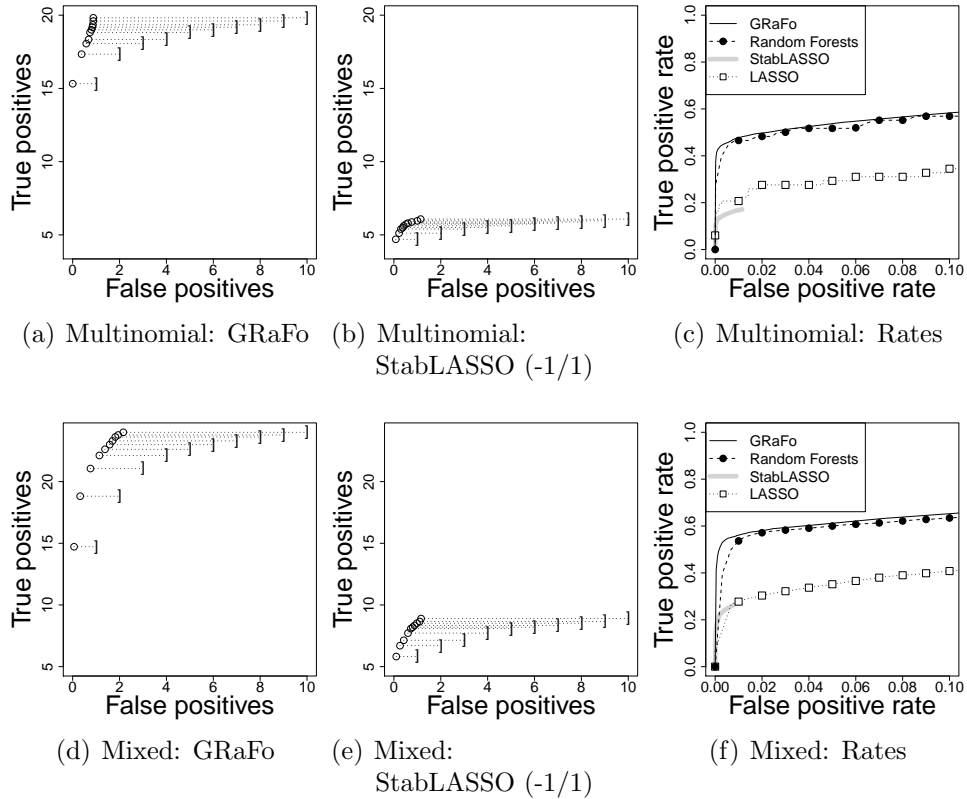 True positives
5 10 15 20
0 2 4 6 8 10
False positives
(a) Multinomial: GRaFo
True positives
5 10 15 20
0 2 4 6 8 10
False positives
(b) Multinomial:
StabLASSO (-1/1)
True positive rate
0.0 0.2 0.4 0.6 0.8 1.0
GRaFo
Random Forests
StabLASSO
LASSO
0.00 0.02 0.04 0.06 0.08 0.10
False positive rate
(c) Multinomial: Rates
True positives
5 10 15 20
0 2 4 6 8 10
False positives
(d) Mixed: GRaFo
True positives
5 10 15 20
0 2 4 6 8 10
False positives
(e) Mixed:
StabLASSO (-1/1)
True positive rate
0.0 0.2 0.4 0.6 0.8 1.0
GRaFo
Random Forests
StabLASSO
LASSO
0.00 0.02 0.04 0.06 0.08 0.10
False positive rate
(f) Mixed: Rates